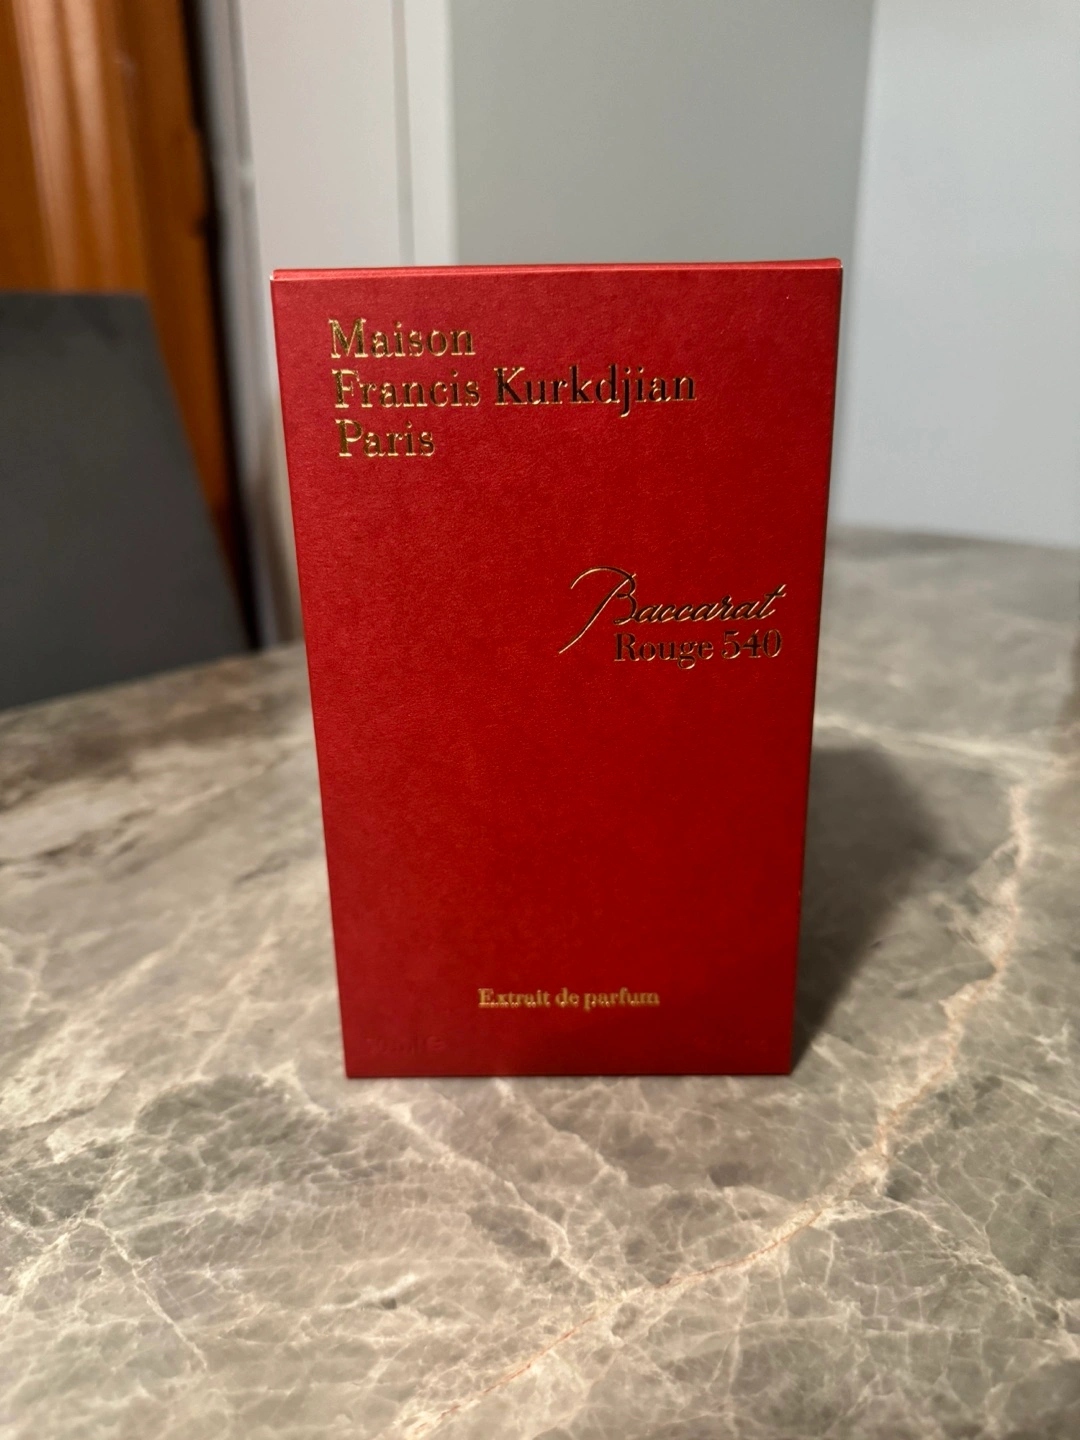 Maison
Francis Kurkdjian
Paris
Baccarat
Rouge 540
Extrait de parfum